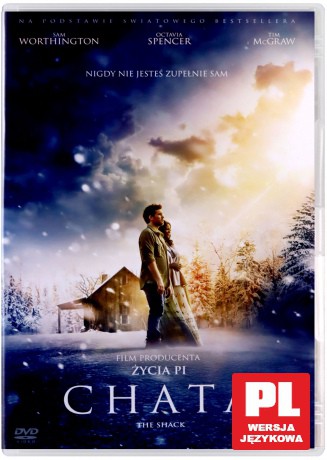 NA PODSTAWIE ŚWIATOWEGO BESTSELLERA
SAM WORTHINGTON
OCTAVIA SPENCER
TIM McGRAW
NIGDY NIE JESTEŚ ZUPEŁNIE SAM
FILM PRODUCENTA
ŻYCIA PI
CHATA
THE SHACK
DVD
VIDEO
PL
WERSJA
JĘZYKOWA